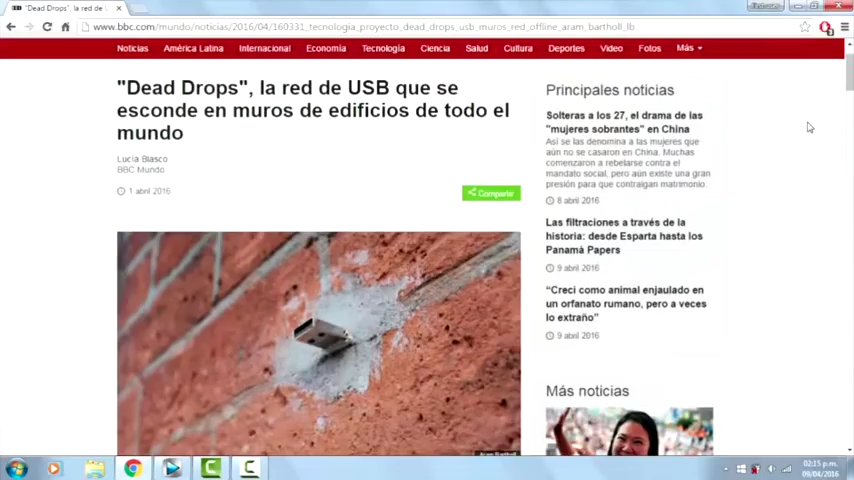 "Dead Drops", la red de U
www.bbc.com/mundo/noticias/2016/04/160331_tecnologia_proyecto_dead_drops_usb_muros_red_offline_aram_bartholl_lb
Noticias América Latina Internacional Economía Tecnología Ciencia Salud Cultura Deportes Video Fotos Más
"Dead Drops", la red de USB que se
esconde en muros de edificios de todo el
mundo
Lucía Blasco
BBC Mundo
1 abril 2016
Compartir
Principales noticias
Solteras a los 27, el drama de las
"mujeres sobrantes" en China
Así se las denomina a las mujeres que
aún no se casaron en China. Muchas
comenzaron a rebelarse contra el
mandato social, pero aún existe una gran
presión para que contraigan matrimonio.
8 abril 2016
Las filtraciones a través de la
historia: desde Esparta hasta los
Panamá Papers
9 abril 2016
“Crecí como animal enjaulado en
un orfanato rumano, pero a veces
lo extraño”
9 abril 2016
Más noticias
Aram Bartholl
02:15 p.m.
09/04/2016